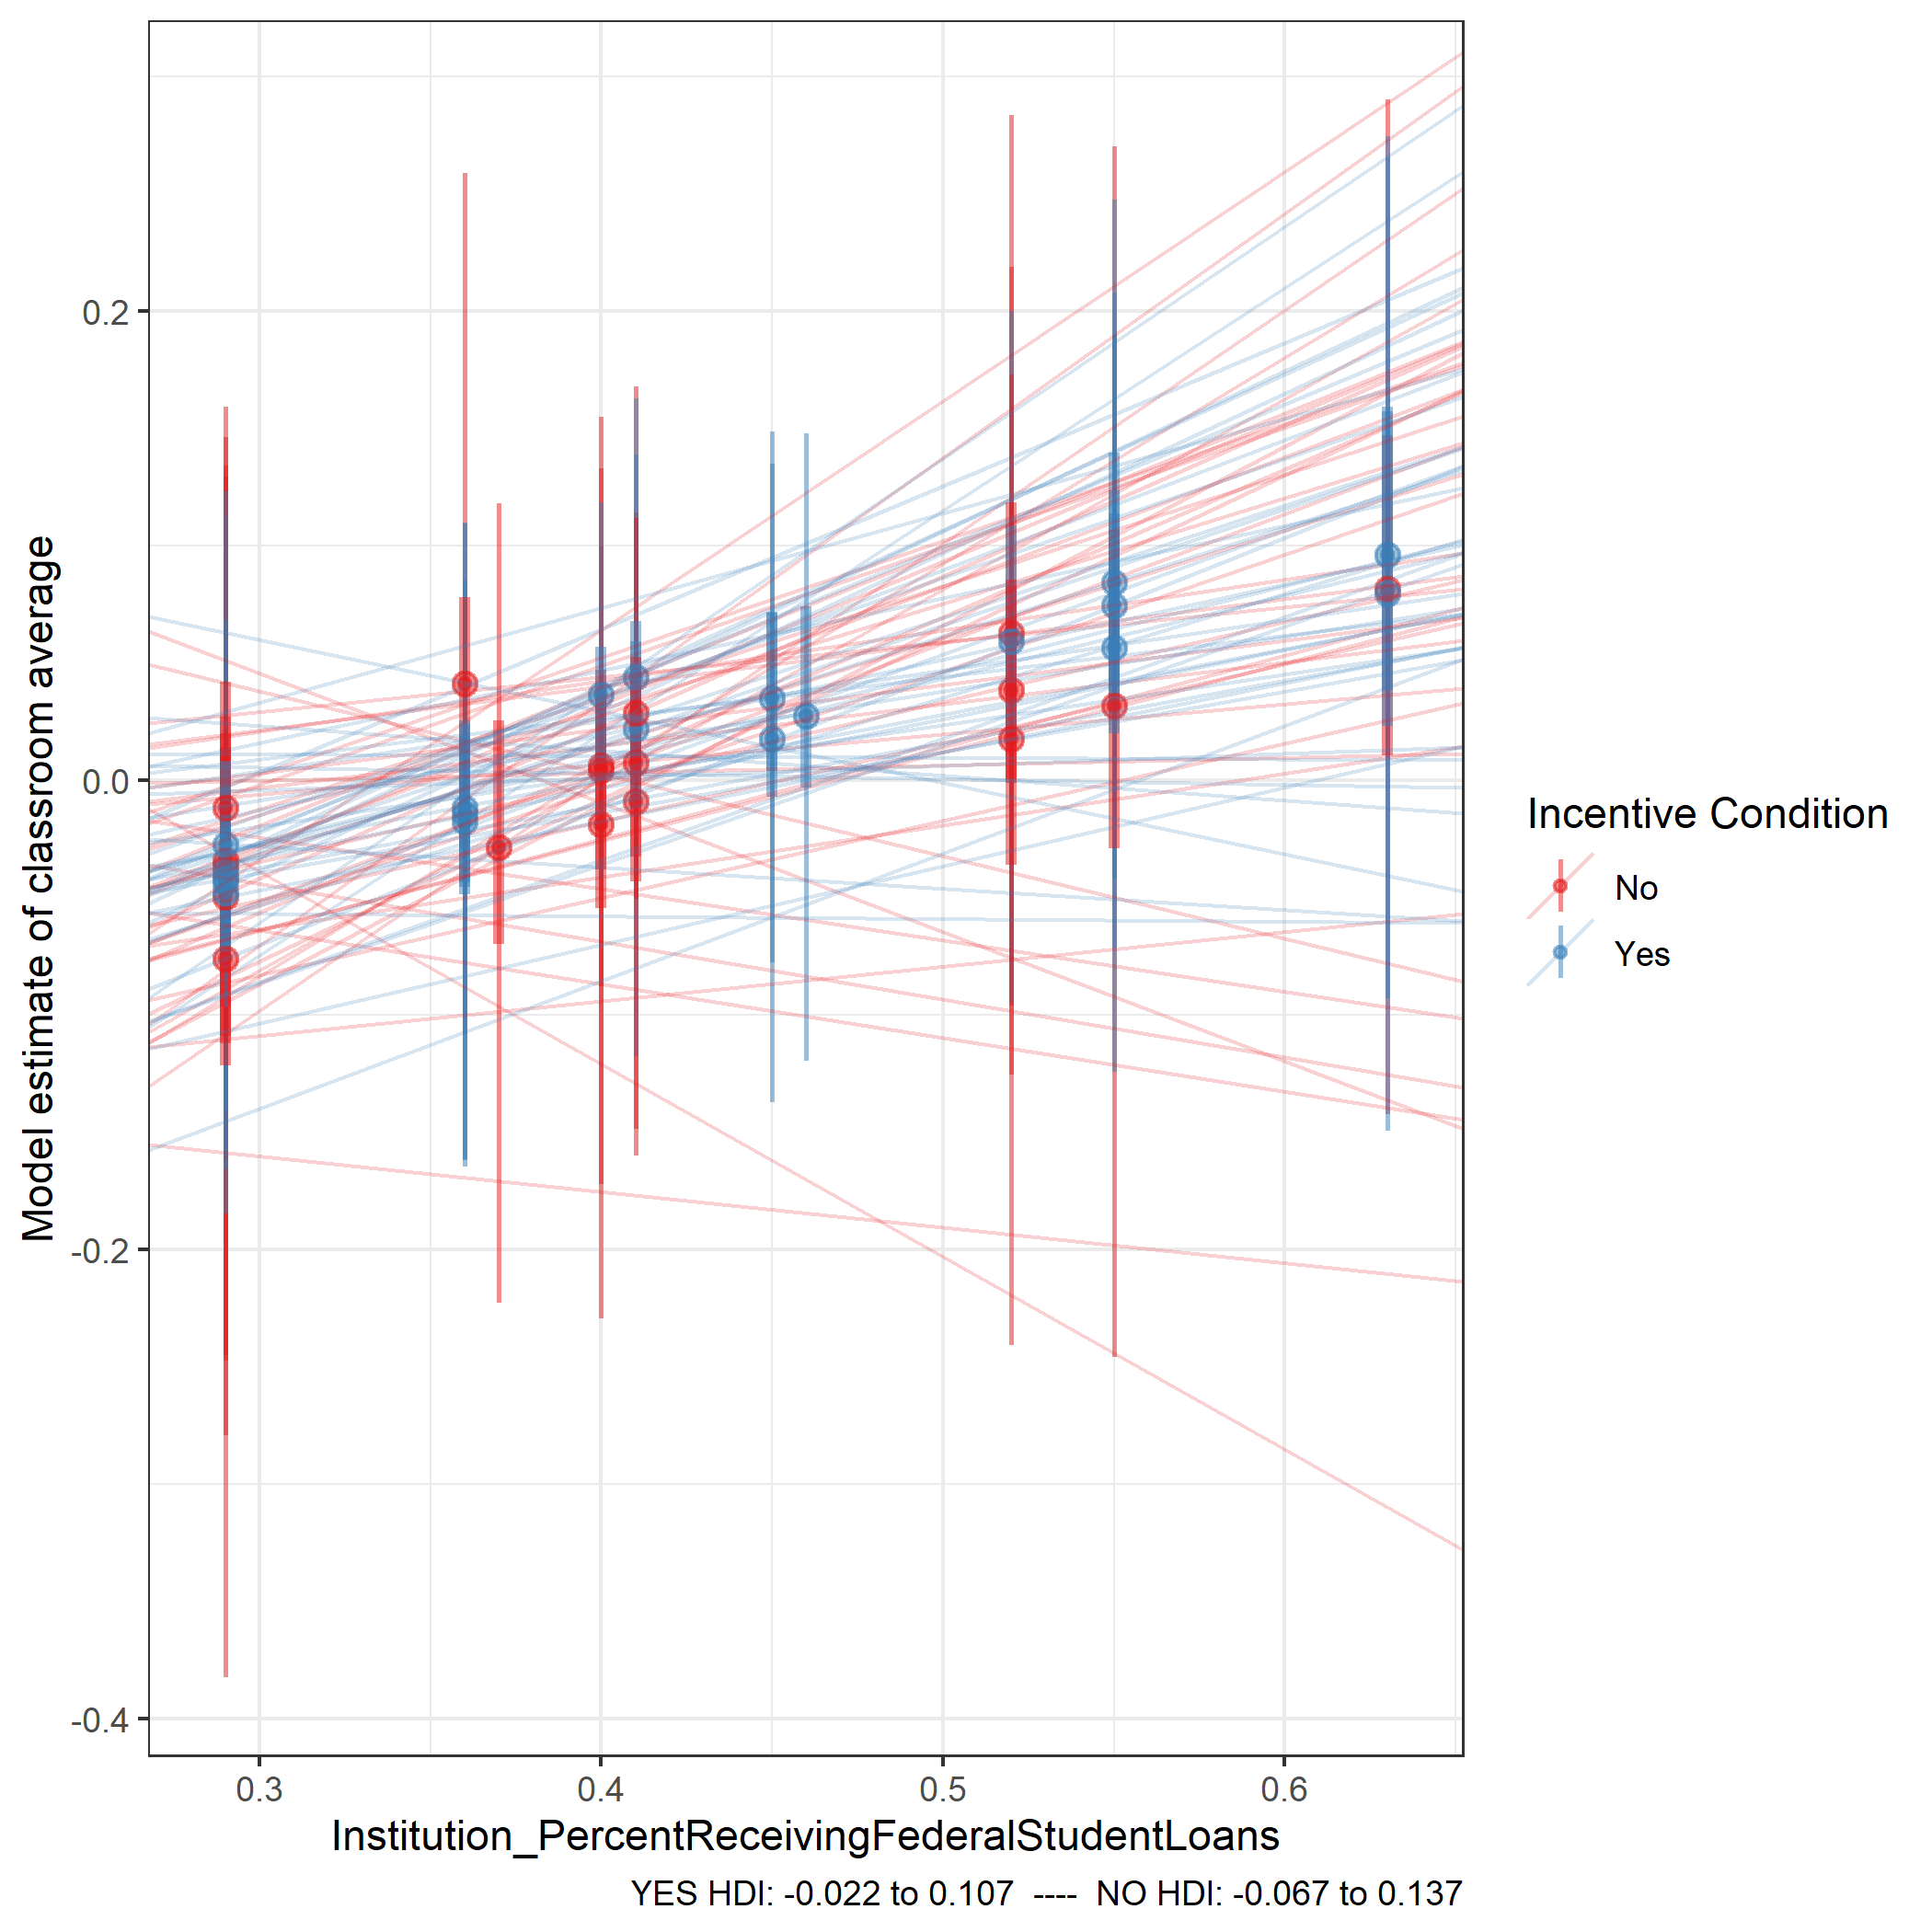 Model estimate of classroom average
0.2
0.0
-0.2
-0.4
0.3 0.4 0.5 0.6
Institution_PercentReceivingFederalStudentLoans
YES HDI: -0.022 to 0.107 ---- NO HDI: -0.067 to 0.137
Incentive Condition
No
Yes